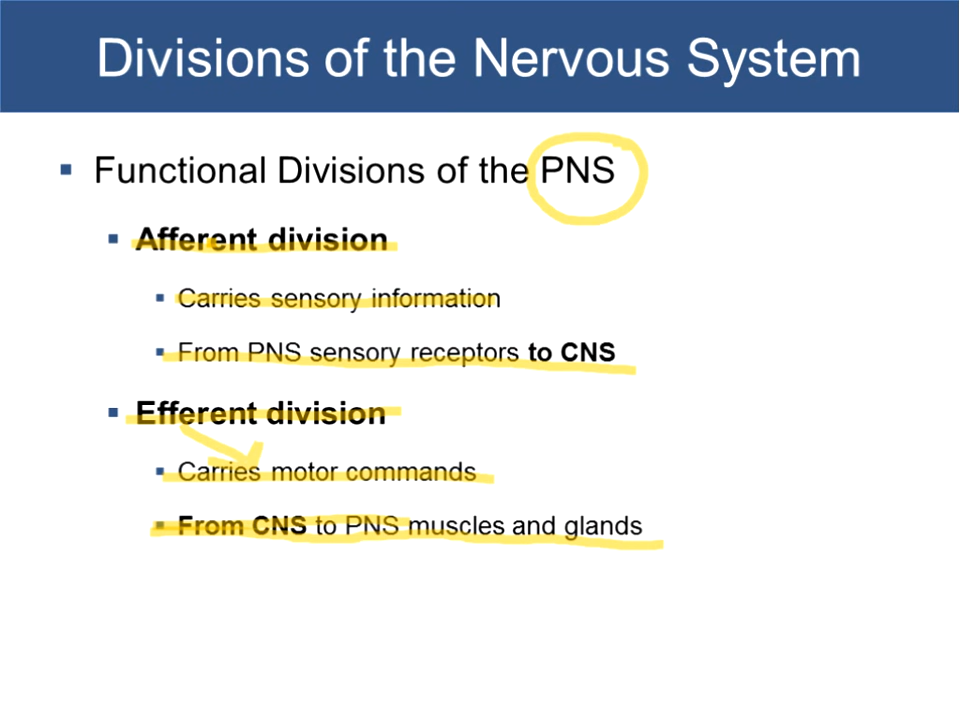 Divisions of the Nervous System
▪ Functional Divisions of the PNS
▪ Afferent division
▪ Carries sensory information
▪ From PNS sensory receptors to CNS
▪ Efferent division
▪ Carries motor commands
▪ From CNS to PNS muscles and glands